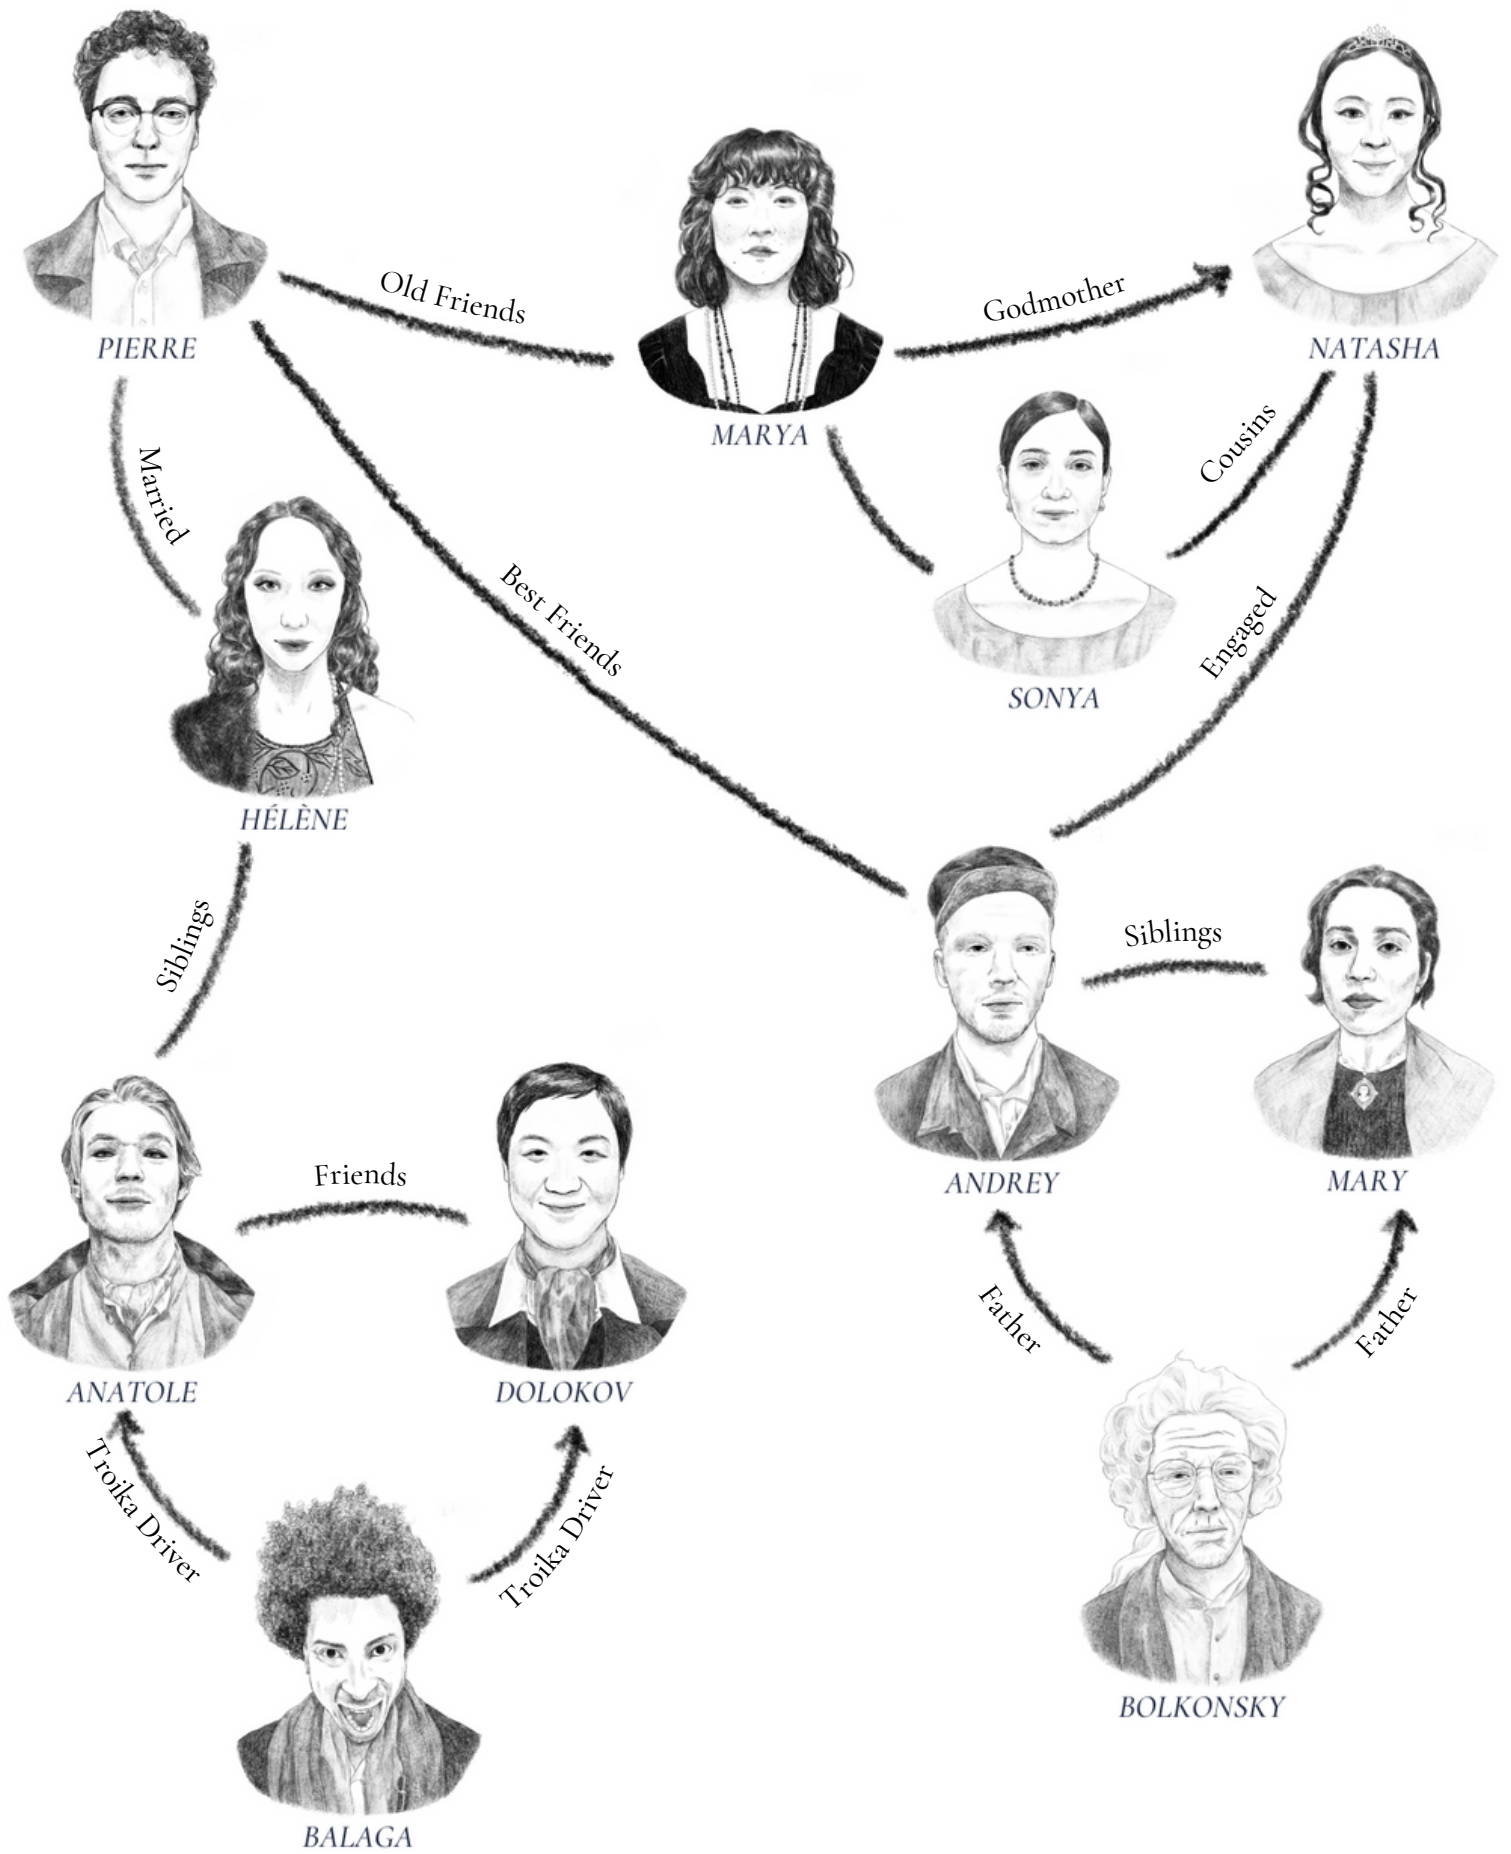 PIERRE
Old Friends
MARYA
Godmother
NATASHA
Married
Best Friends
Cousins
SONYA
Engaged
HÉLÈNE
Siblings
ANDREY
Siblings
MARY
ANATOLE
Friends
DOLOKOV
Father
Father
Troika Driver
Troika Driver
BOLKONSKY
BALAGA